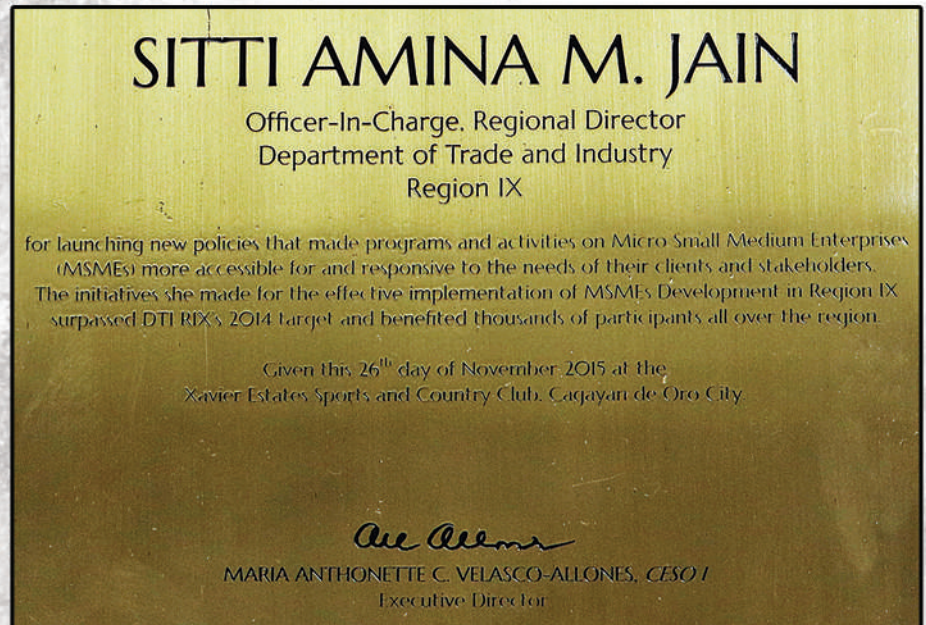 SITTI AMINA M. JAIN
Officer-In-Charge, Regional Director
Department of Trade and Industry
Region IX
for launching new policies that made programs and activities on Micro Small Medium Enterprises
(MSMEs) more accessible for and responsive to the needs of their clients and stakeholders.
The initiatives she made for the effective implementation of MSMEs Development in Region IX
surpassed DTI RIX's 2014 target and benefited thousands of participants all over the region.
Given this 26th day of November 2015 at the
Xavier Estates Sports and Country Club, Cagayan de Oro City
MARIA ANTHONETTE C. VELASCO-ALLONES, CESO I
Executive Director